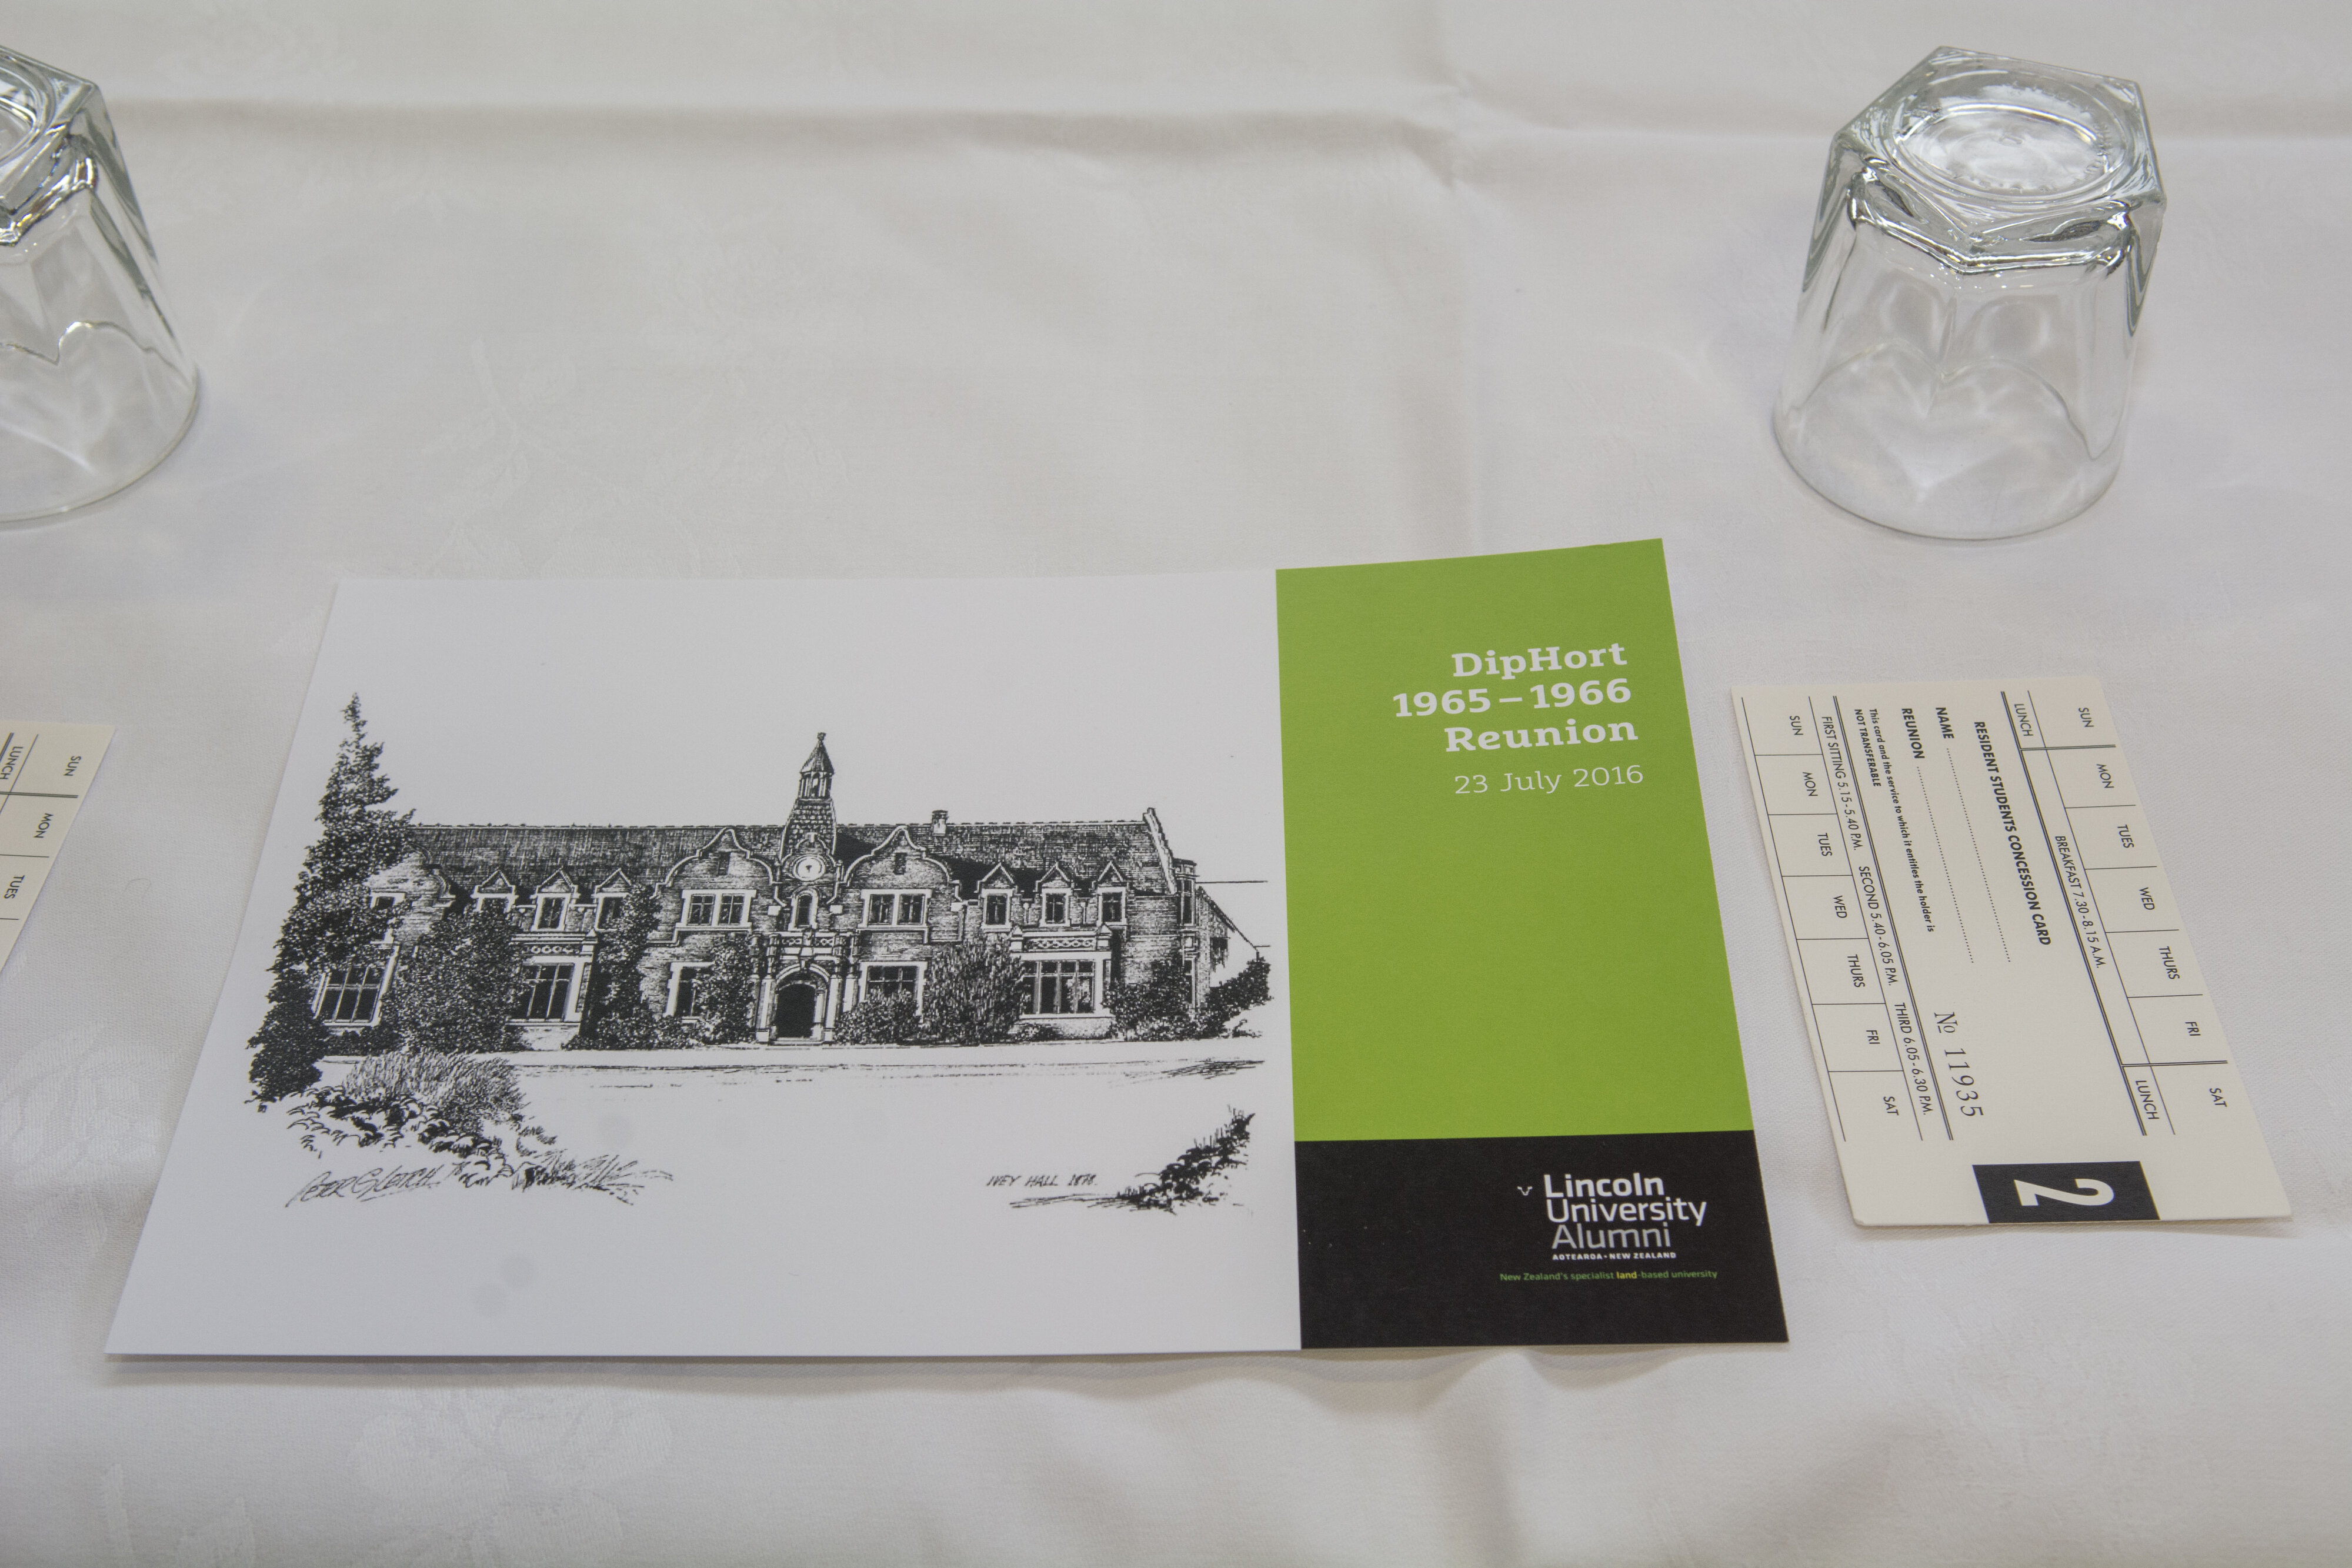 DipHort
1965 – 1966
Reunion
23 July 2016
IVEY HALL 1878.
Lincoln
University
Alumni
AOTEAROA • NEW ZEALAND
New Zealand's specialist land-based university
SUN MON TUES WED THURS FRI SAT
LUNCH BREAKFAST 7.30-8.15 A.M. LUNCH
RESIDENT STUDENTS CONCESSION CARD
NAME
REUNION
No 11935
This card and the service to which it entitles the holder is
NOT TRANSFERABLE
FIRST SITTING 5.15-5.40 P.M. SECOND 5.40-6.05 P.M. THIRD 6.05-6.30 P.M.
SUN MON TUES WED THURS FRI SAT
2
SUN MON TUES
LUNCH